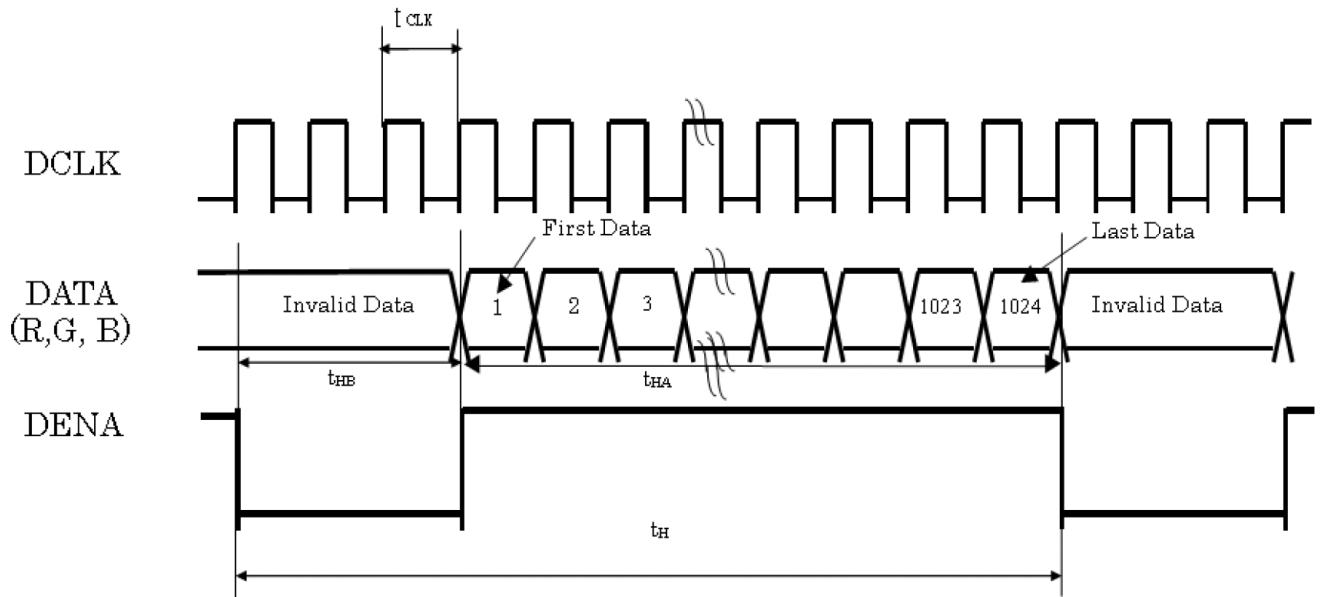 tCLK
DCLK
First Data
Last Data
DATA
(R,G, B)
Invalid Data
1
2
3
1023
1024
Invalid Data
tHB
tHA
DENA
tH